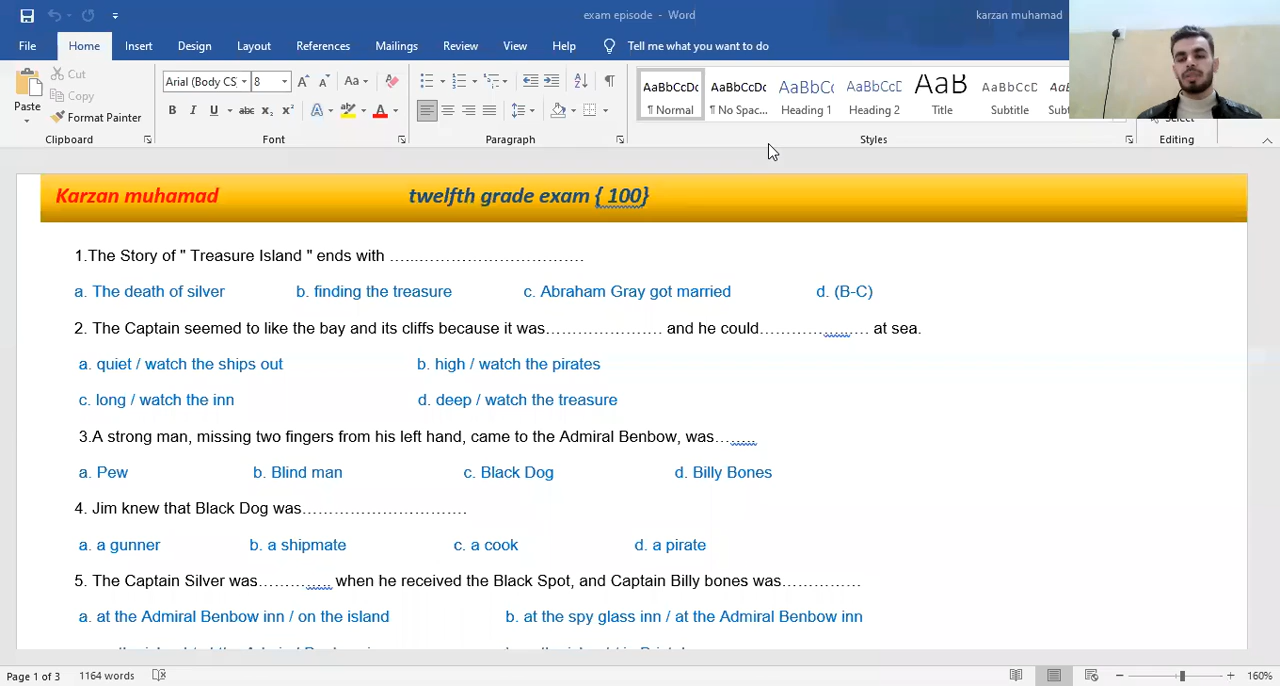 exam episode - Word
karzan muhamad
File Home Insert Design Layout References Mailings Review View Help Tell me what you want to do
Cut
Copy
Paste
Format Painter
Clipboard
Arial (Body CS 8
Aa
B I U abc x₂ x² A A
Font
Paragraph
AaBbCcDc AaBbCcDc AaBbCc AaBbCcD AaB AaBbCcD
¶ Normal ¶ No Spac... Heading 1 Heading 2 Title Subtitle
Styles
Editing
Karzan muhamad twelfth grade exam { 100}
1.The Story of " Treasure Island " ends with ….……………………………
a. The death of silver b. finding the treasure c. Abraham Gray got married d. (B-C)
2. The Captain seemed to like the bay and its cliffs because it was…………………. and he could………………… at sea.
a. quiet / watch the ships out b. high / watch the pirates
c. long / watch the inn d. deep / watch the treasure
3.A strong man, missing two fingers from his left hand, came to the Admiral Benbow, was……..
a. Pew b. Blind man c. Black Dog d. Billy Bones
4. Jim knew that Black Dog was………………………….
a. a gunner b. a shipmate c. a cook d. a pirate
5. The Captain Silver was………….. when he received the Black Spot, and Captain Billy bones was……………
a. at the Admiral Benbow inn / on the island b. at the spy glass inn / at the Admiral Benbow inn
Page 1 of 3 1164 words 160%